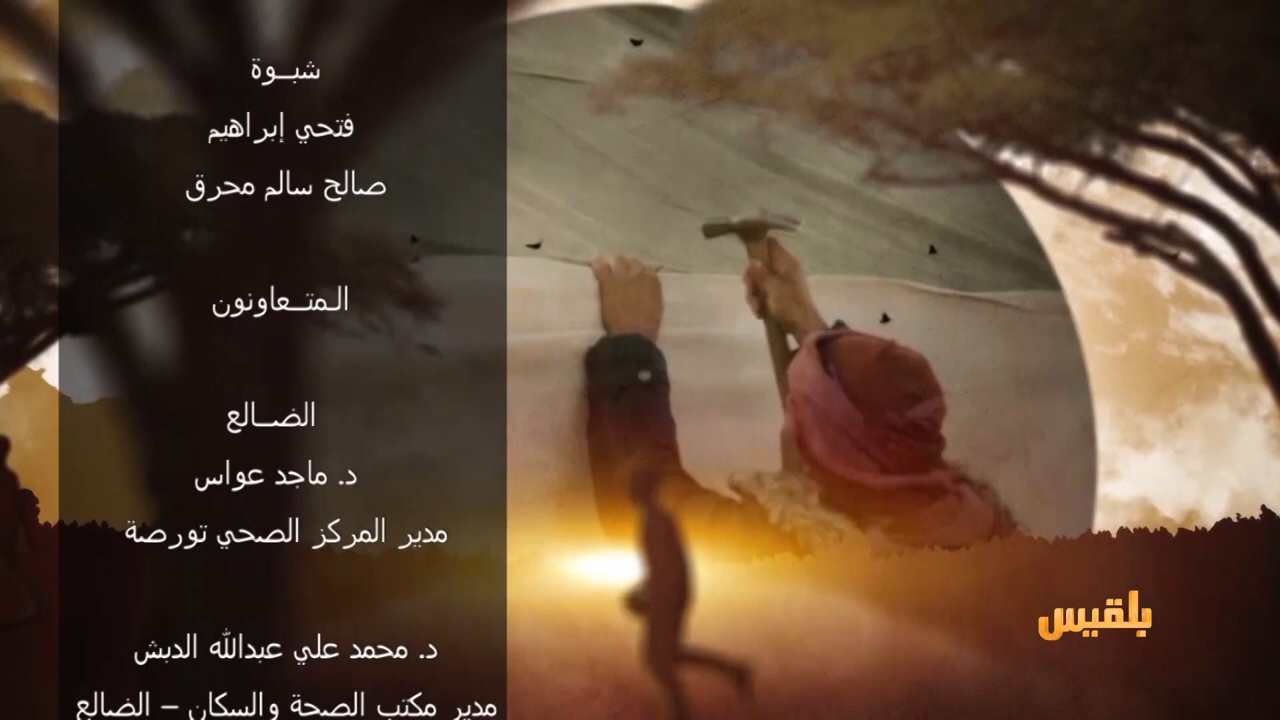 شبــوة
فتحي إبراهيم
صالح سالم محرق
الـمتــعاونون
الضــالع
د. ماجد عواس
مدير المركز الصحي تورصة
د. محمد علي عبدالله الدبش
مدير مكتب الصحة والسكان – الضالع
بلقيس